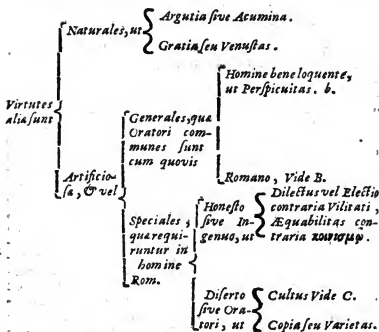 Argutia ſive Acumina.
Naturales, ut
Gratia ſeu Venuſtas.
Virtutes
aliæ ſunt
Homine bene loquente,
ut Perſpicuitas. b.
Generales, quæ
Oratori com-
munes ſunt
cum quovis
Romano, Vide B.
Artificio-
ſa, & vel
Speciales,
quæ requi-
runtur in
homine
Rom.
Honeſto
ſive In-
genuo, ut
Dilectus vel Electio
contraria Vilitati,
Æquabilitas con-
traria κοινισμῳ.
Diſerto
ſive Ora-
tori, ut
Cultus Vide C.
Copia ſeu Varietas.